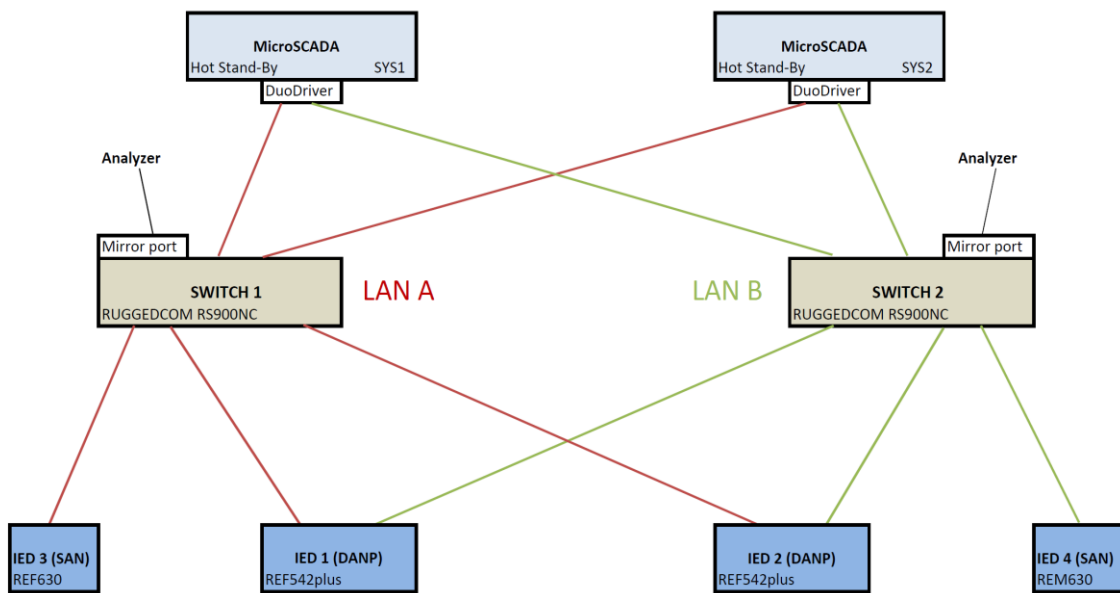 MicroSCADA
Hot Stand-By SYS1
DuoDriver
MicroSCADA
Hot Stand-By SYS2
DuoDriver
Analyzer
Analyzer
Mirror port
Mirror port
SWITCH 1
RUGGEDCOM RS900NC
LAN A
LAN B
SWITCH 2
RUGGEDCOM RS900NC
IED 3 (SAN)
REF630
IED 1 (DANP)
REF542plus
IED 2 (DANP)
REF542plus
IED 4 (SAN)
REM630